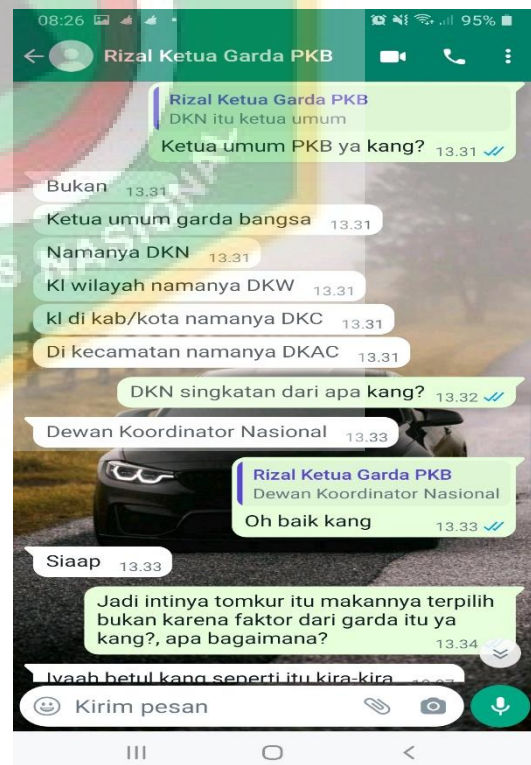 08:26 95%
Rizal Ketua Garda PKB
Rizal Ketua Garda PKB
DKN itu ketua umum
Ketua umum PKB ya kang? 13.31
Bukan 13.31
Ketua umum garda bangsa 13.31
Namanya DKN 13.31
Kl wilayah namanya DKW 13.31
kl di kab/kota namanya DKC 13.31
Di kecamatan namanya DKAC 13.31
DKN singkatan dari apa kang? 13.32
Dewan Koordinator Nasional 13.33
Rizal Ketua Garda PKB
Dewan Koordinator Nasional
Oh baik kang 13.33
Siaap 13.33
Jadi intinya tomkur itu makannya terpilih
bukan karena faktor dari garda itu ya
kang?, apa bagaimana? 13.34
Iyaah betul kang seperti itu kira-kira
Kirim pesan